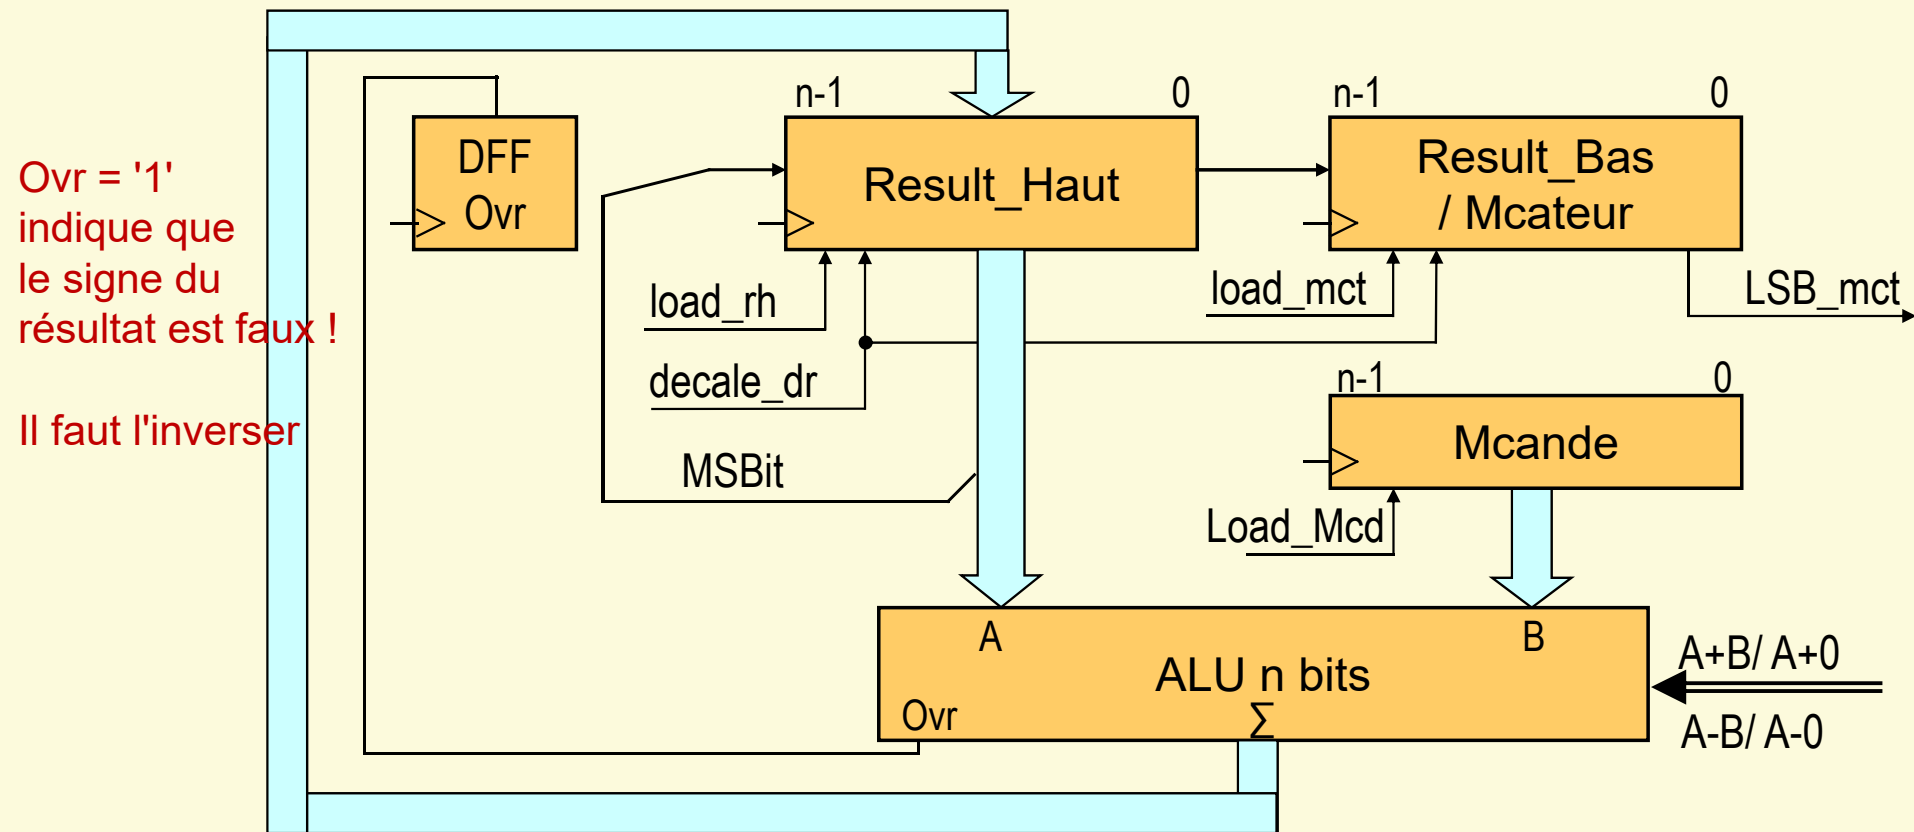 n-1
0
n-1
0
DFF
Ovr
Result_Haut
Result_Bas
/ Mcateur
Ovr = '1'
indique que
le signe du
résultat est faux !
Il faut l'inverser
load_rh
load_mct
LSB_mct
decale_dr
n-1
0
Mcande
MSBit
Load_Mcd
A
B
ALU n bits
Ovr
Σ
A+B/ A+0
A-B/ A-0